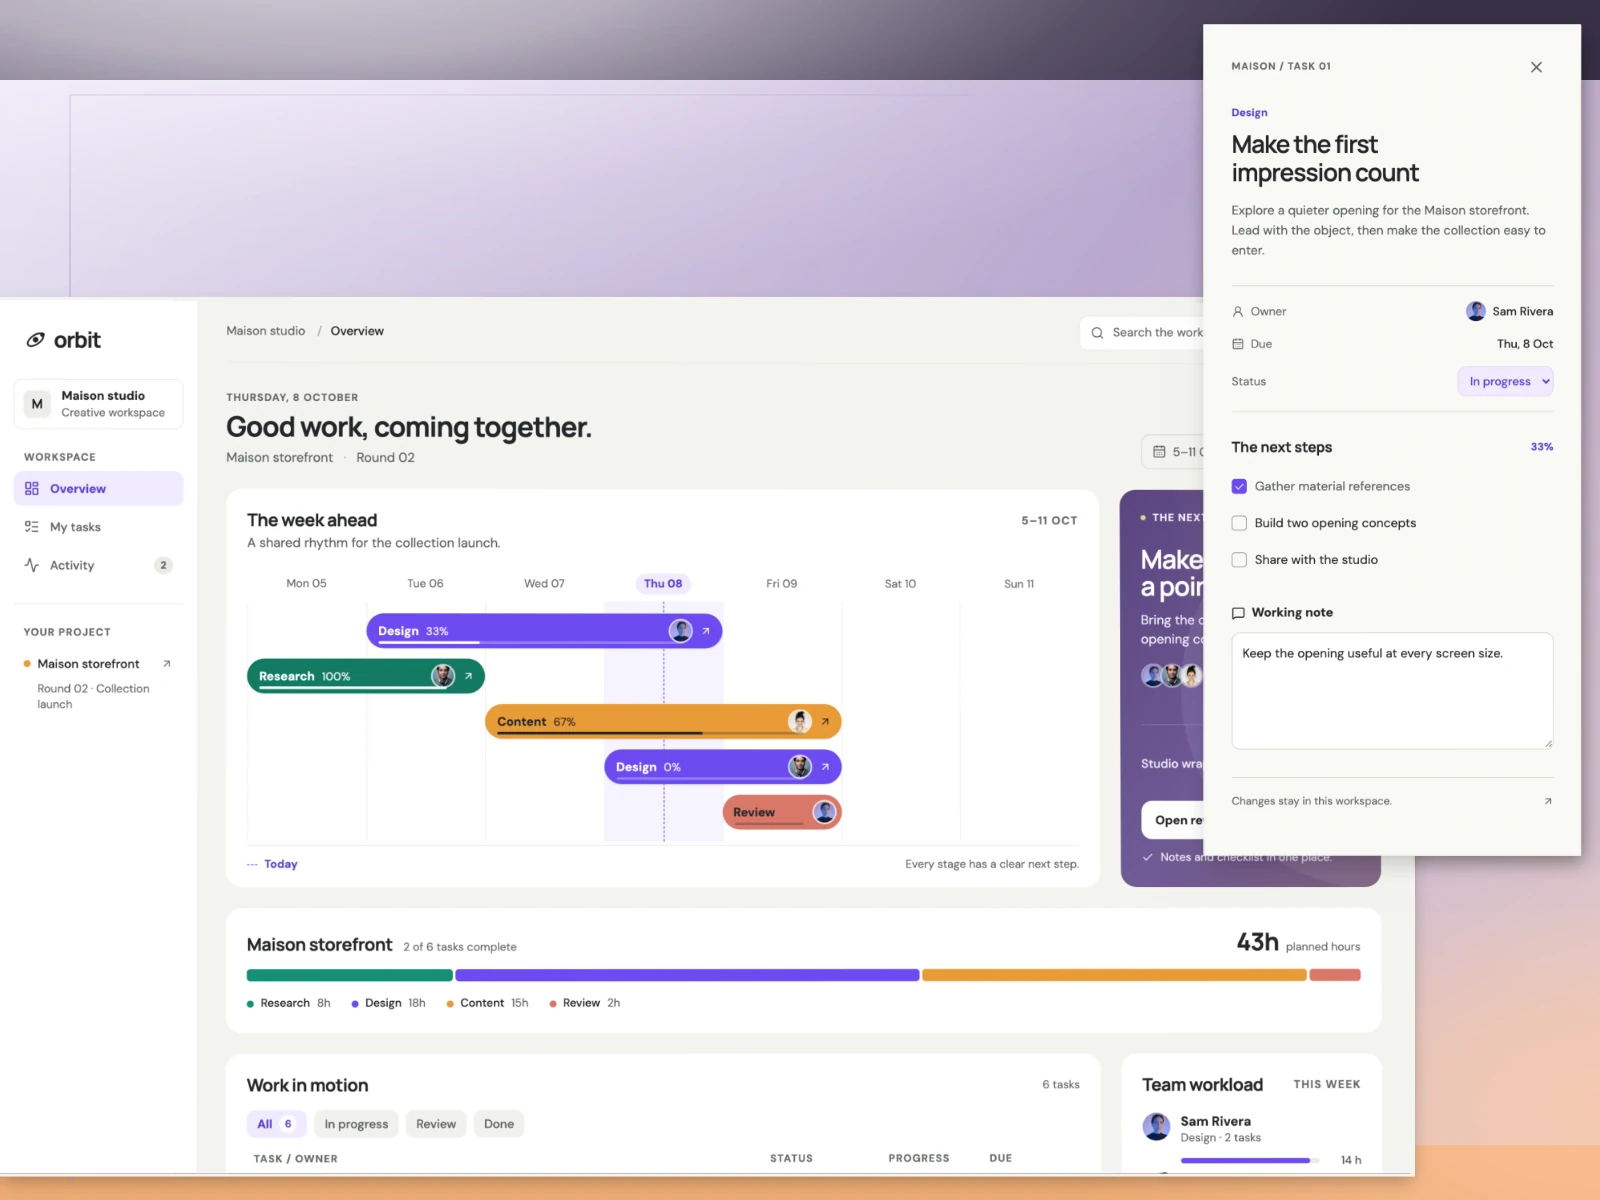 orbit
M
Maison studio
Creative workspace
WORKSPACE
Overview
My tasks
Activity 2
YOUR PROJECT
Maison storefront
Round 02 · Collection
launch
Maison studio / Overview
Search the work
THURSDAY, 8 OCTOBER
Good work, coming together.
Maison storefront · Round 02
5–11
The week ahead
5–11 OCT
A shared rhythm for the collection launch.
Mon 05 Tue 06 Wed 07 Thu 08 Fri 09 Sat 10 Sun 11
Design 33%
Research 100%
Content 67%
Design 0%
Review
Today
Every stage has a clear next step.
THE NEXT
Make
a poi
Bring the
opening
Studio
Open
Notes and checklist in one place.
Maison storefront 2 of 6 tasks complete
43h planned hours
Research 8h Design 18h Content 15h Review 2h
Work in motion
6 tasks
All 6 In progress Review Done
TASK / OWNER STATUS PROGRESS DUE
Team workload THIS WEEK
Sam Rivera
Design · 2 tasks
14 h
MAISON / TASK 01
Design
Make the first
impression count
Explore a quieter opening for the Maison storefront.
Lead with the object, then make the collection easy to
enter.
Owner Sam Rivera
Due Thu, 8 Oct
Status In progress
The next steps 33%
Gather material references
Build two opening concepts
Share with the studio
Working note
Keep the opening useful at every screen size.
Changes stay in this workspace.